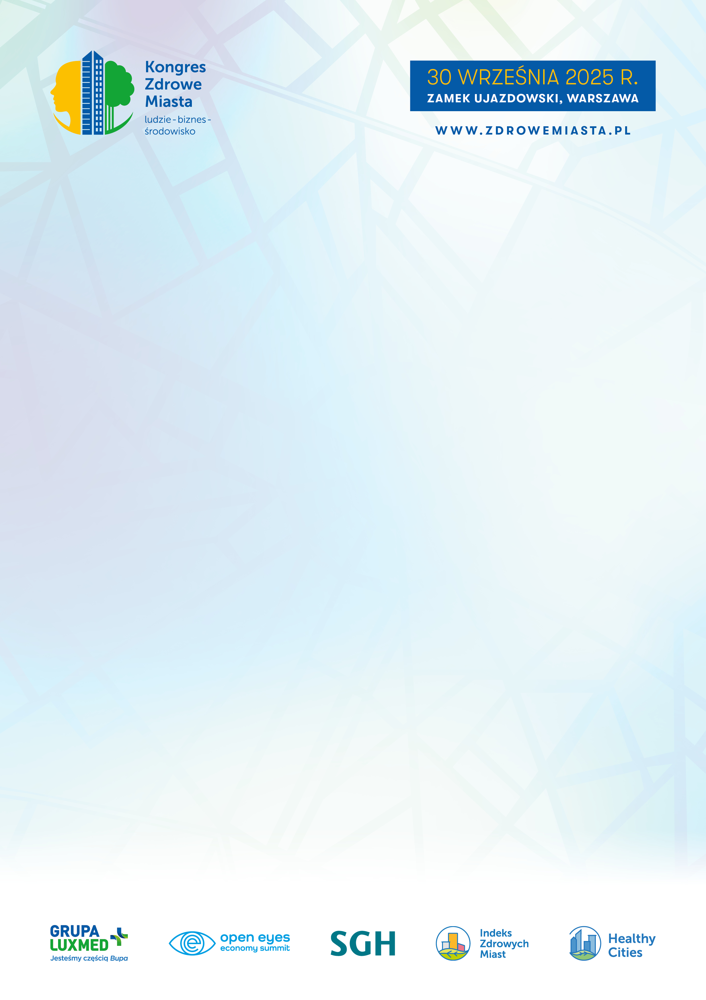 Kongres
Zdrowe
Miasta
ludzie - biznes -
środowisko
30 WRZEŚNIA 2025 R.
ZAMEK UJAZDOWSKI, WARSZAWA
WWW.ZDROWEMIASTA.PL
GRUPA
LUXMED
Jesteśmy częścią Bupa
e
open eyes
economy summit
SGH
Indeks
Zdrowych
Miast
Healthy
Cities